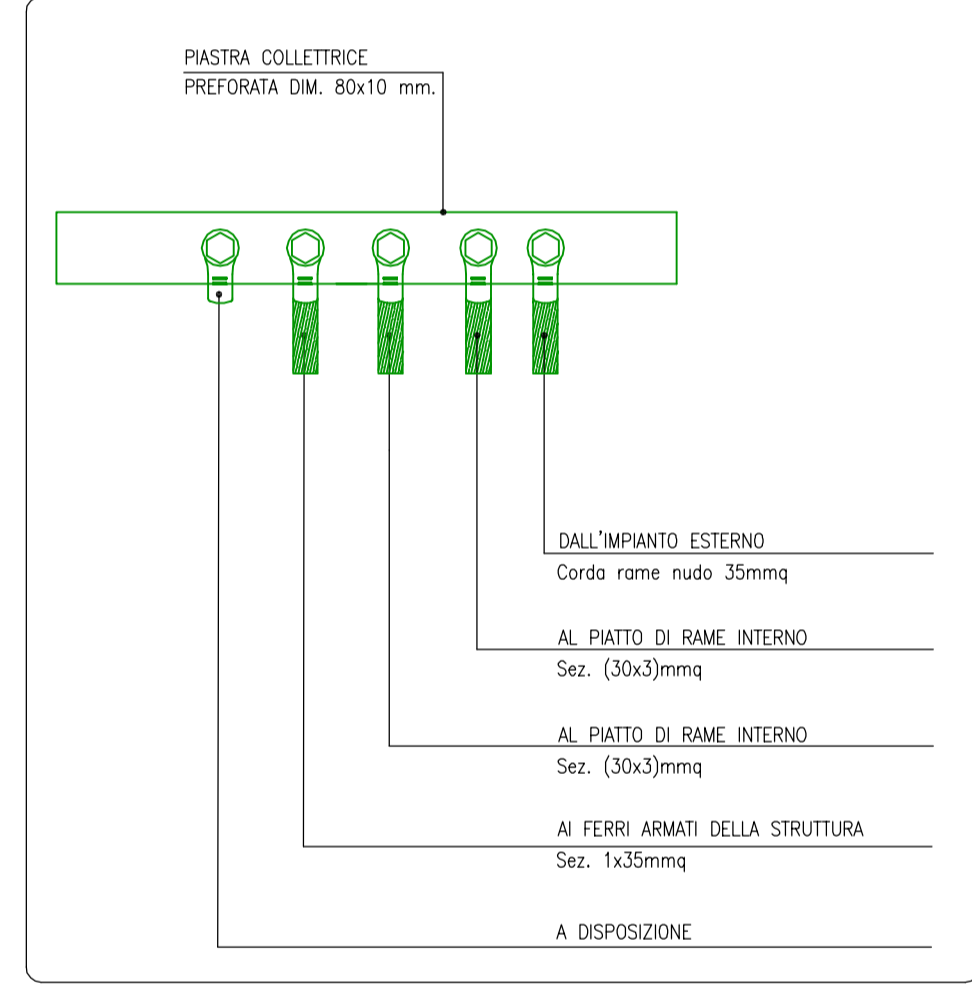 PIASTRA COLLETTRICE
PREFORATA DIM. 80x10 mm.
DALL'IMPIANTO ESTERNO
Corda rame nudo 35mmq
AL PIATTO DI RAME INTERNO
Sez. (30x3)mmq
AL PIATTO DI RAME INTERNO
Sez. (30x3)mmq
AI FERRI ARMATI DELLA STRUTTURA
Sez. 1x35mmq
A DISPOSIZIONE